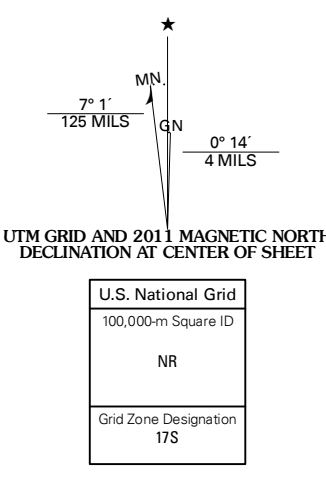 ★
MN.
7° 1´
125 MILS
GN
0° 14´
4 MILS
UTM GRID AND 2011 MAGNETIC NORTH
DECLINATION AT CENTER OF SHEET
U.S. National Grid
100,000-m Square ID
NR
Grid Zone Designation
17S